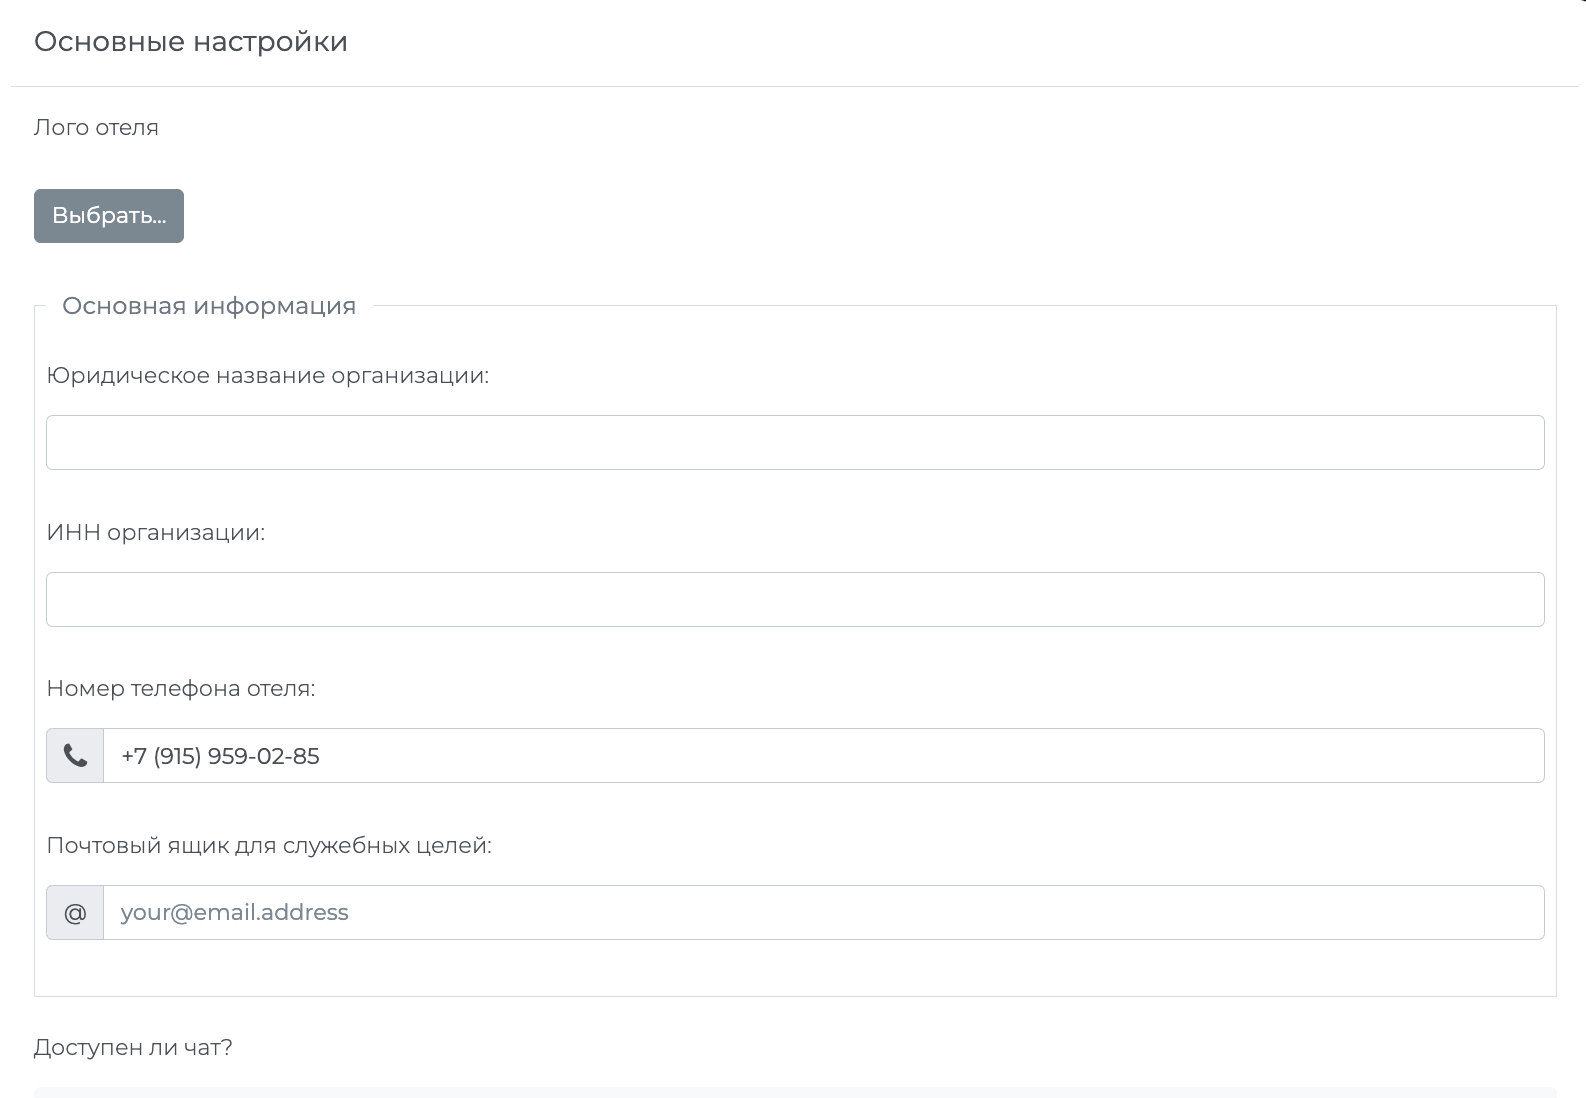 Основные настройки
Лого отеля
Выбрать...
Основная информация
Юридическое название организации:
ИНН организации:
Номер телефона отеля:
+7 (915) 959-02-85
Почтовый ящик для служебных целей:
@ your@email.address
Доступен ли чат?